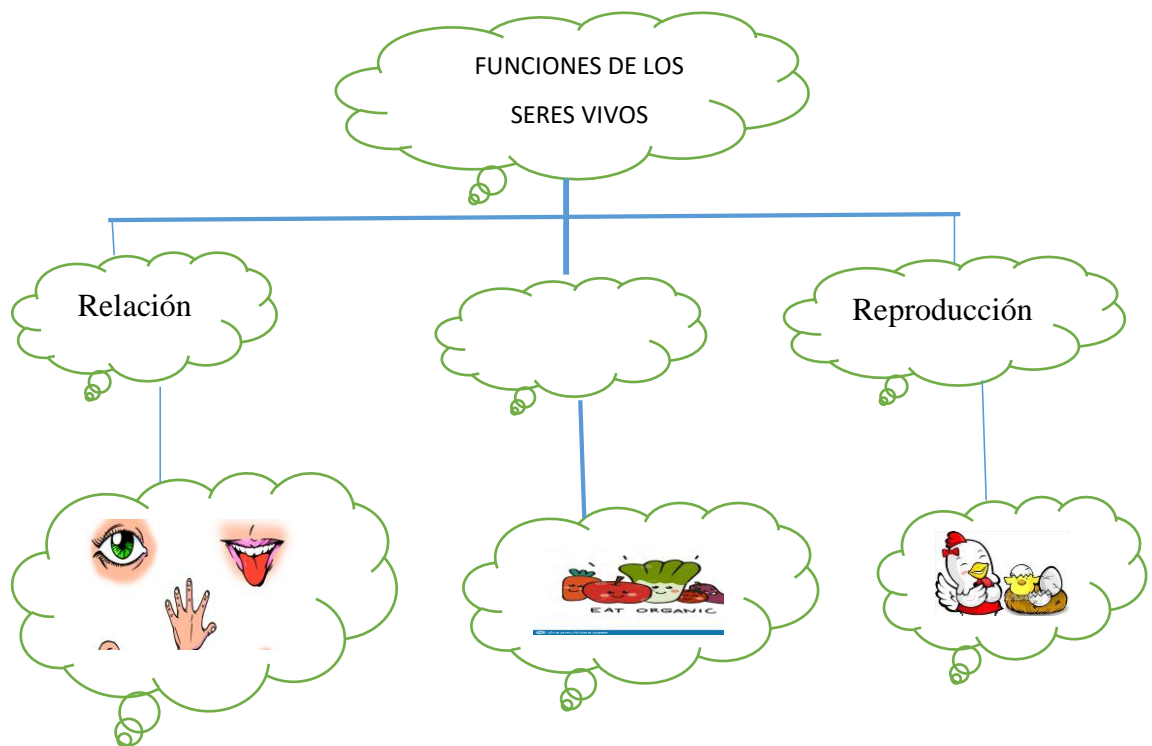 FUNCIONES DE LOS
SERES VIVOS
Relación
Reproducción
EAT ORGANIC